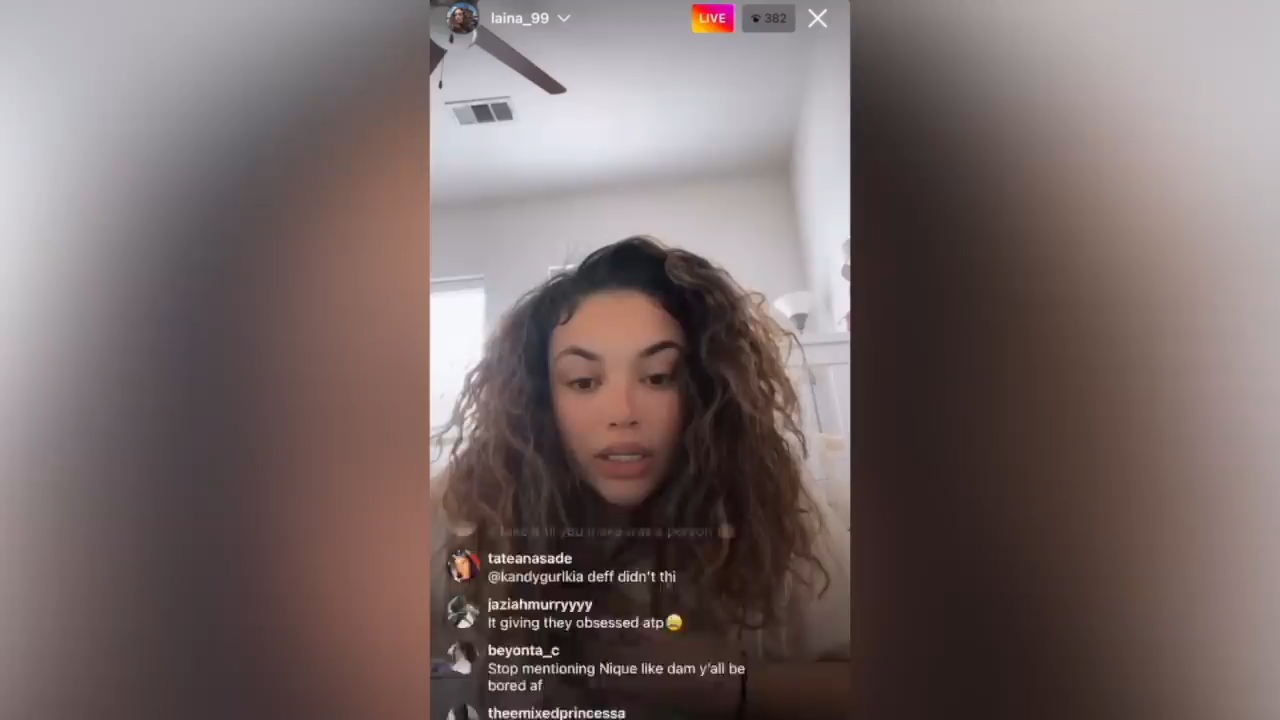 laina_99
LIVE
382
tateanasade
@kandygurlkia deff didn't thi
jaziahmurryyyy
It giving they obsessed atp😩
beyonta_c
Stop mentioning Nique like dam y'all be
bored af
theemixedprincessa